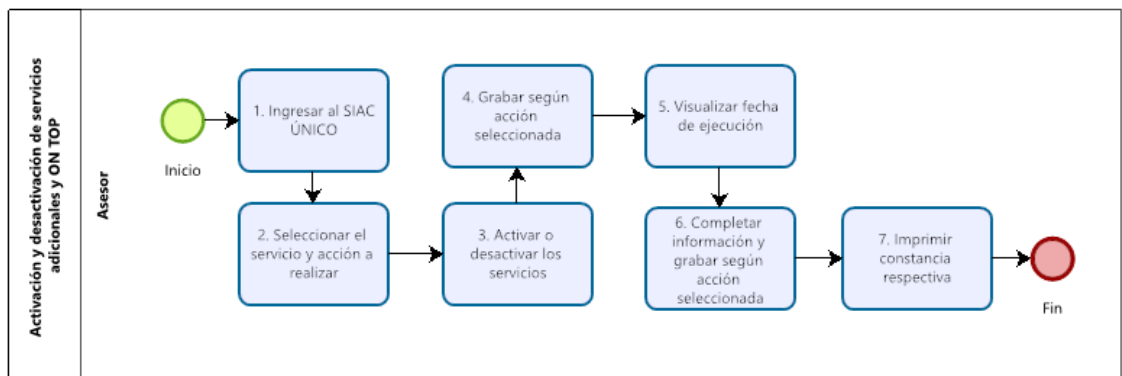 Activación y desactivación de servicios
adicionales y ON TOP
Asesor
Inicio
1. Ingresar al SIAC
ÚNICO
2. Seleccionar el
servicio y acción a
realizar
3. Activar o
desactivar los
servicios
4. Grabar según
acción
seleccionada
5. Visualizar fecha
de ejecución
6. Completar
información y
grabar según
acción
seleccionada
7. Imprimir
constancia
respectiva
Fin